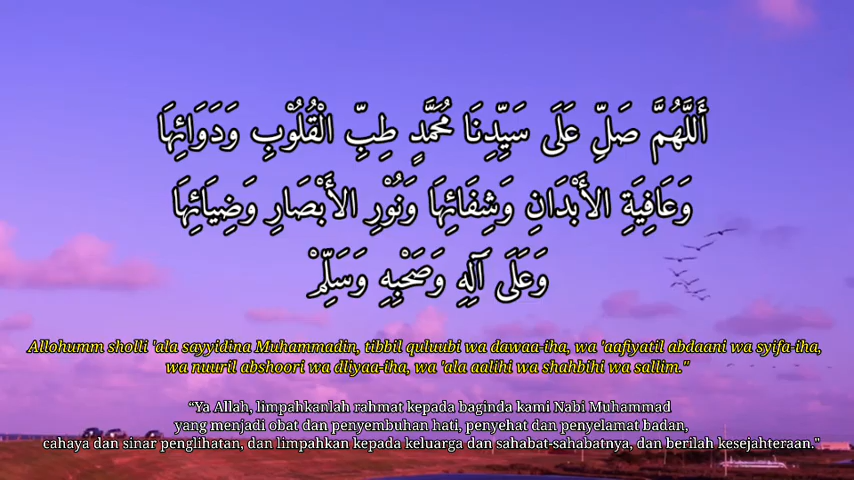 أَللَّهُمَّ صَلِّ عَلَى سَيِّدِنَا مُحَمَّدٍ طِبِّ الْقُلُوْبِ وَدَوَائِهَا
وَعَافِيَةِ الأَبْدَانِ وَشِفَائِهَا وَنُوْرِ الأَبْصَارِ وَضِيَائِهَا
وَعَلَى آلِهِ وَصَحْبِهِ وَسَلِّمْ
Allohumm sholli 'ala sayyidina Muhammadin, tibbil quluubi wa dawaa-iha, wa 'aafiyatil abdaani wa syifa-iha,
wa nuuril abshoori wa dliyaa-iha, wa 'ala aalihi wa shahbihi wa sallim."
“Ya Allah, limpahkanlah rahmat kepada baginda kami Nabi Muhammad
yang menjadi obat dan penyembuhan hati, penyehat dan penyelamat badan,
cahaya dan sinar penglihatan, dan limpahkan kepada keluarga dan sahabat-sahabatnya, dan berilah kesejahteraan."